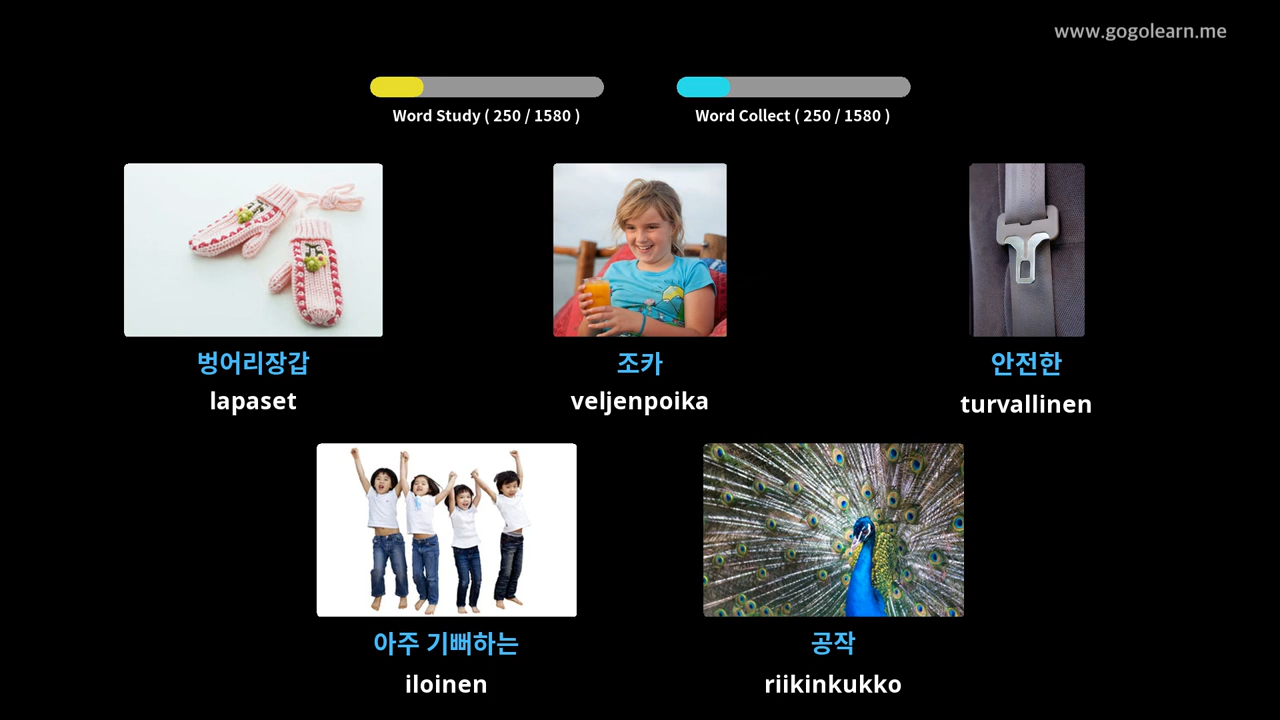 www.gogolearn.me
Word Study ( 250 / 1580 )
Word Collect ( 250 / 1580 )
벙어리장갑
lapaset
조카
veljenpoika
안전한
turvallinen
아주 기뻐하는
iloinen
공작
riikinkukko